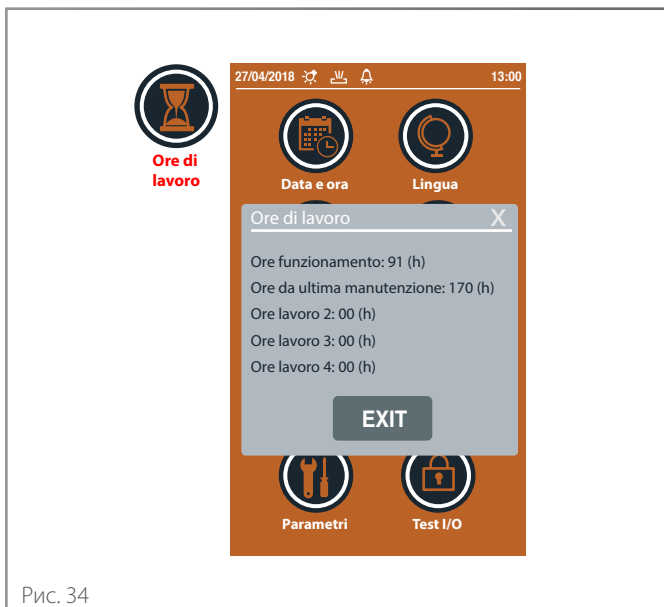 Ore di
lavoro
27/04/2018 13:00
Data e ora Lingua
Ore di lavoro X
Ore funzionamento: 91 (h)
Ore da ultima manutenzione: 170 (h)
Ore lavoro 2: 00 (h)
Ore lavoro 3: 00 (h)
Ore lavoro 4: 00 (h)
EXIT
Parametri Test I/O
Рис. 34